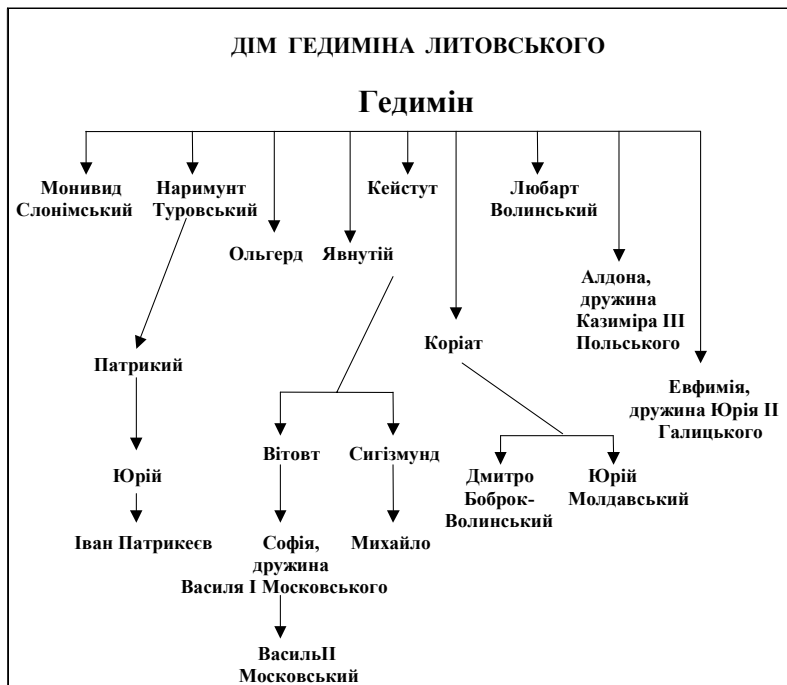 ДІМ ГЕДИМІНА ЛИТОВСЬКОГО
Гедимін
Монивид
Слонімський
Наримунт
Туровський
Ольгерд
Явнутій
Кейстут
Любарт
Волинський
Алдона,
дружина
Казиміра ІІІ
Польського
Патрикий
Коріат
Евфимія,
дружина Юрія ІІ
Галицького
Юрій
Вітовт
Сигізмунд
Дмитро
Боброк-
Волинський
Юрій
Молдавський
Іван Патрикеєв
Софія,
дружина
Василя І Московського
Михайло
ВасильІІ
Московський